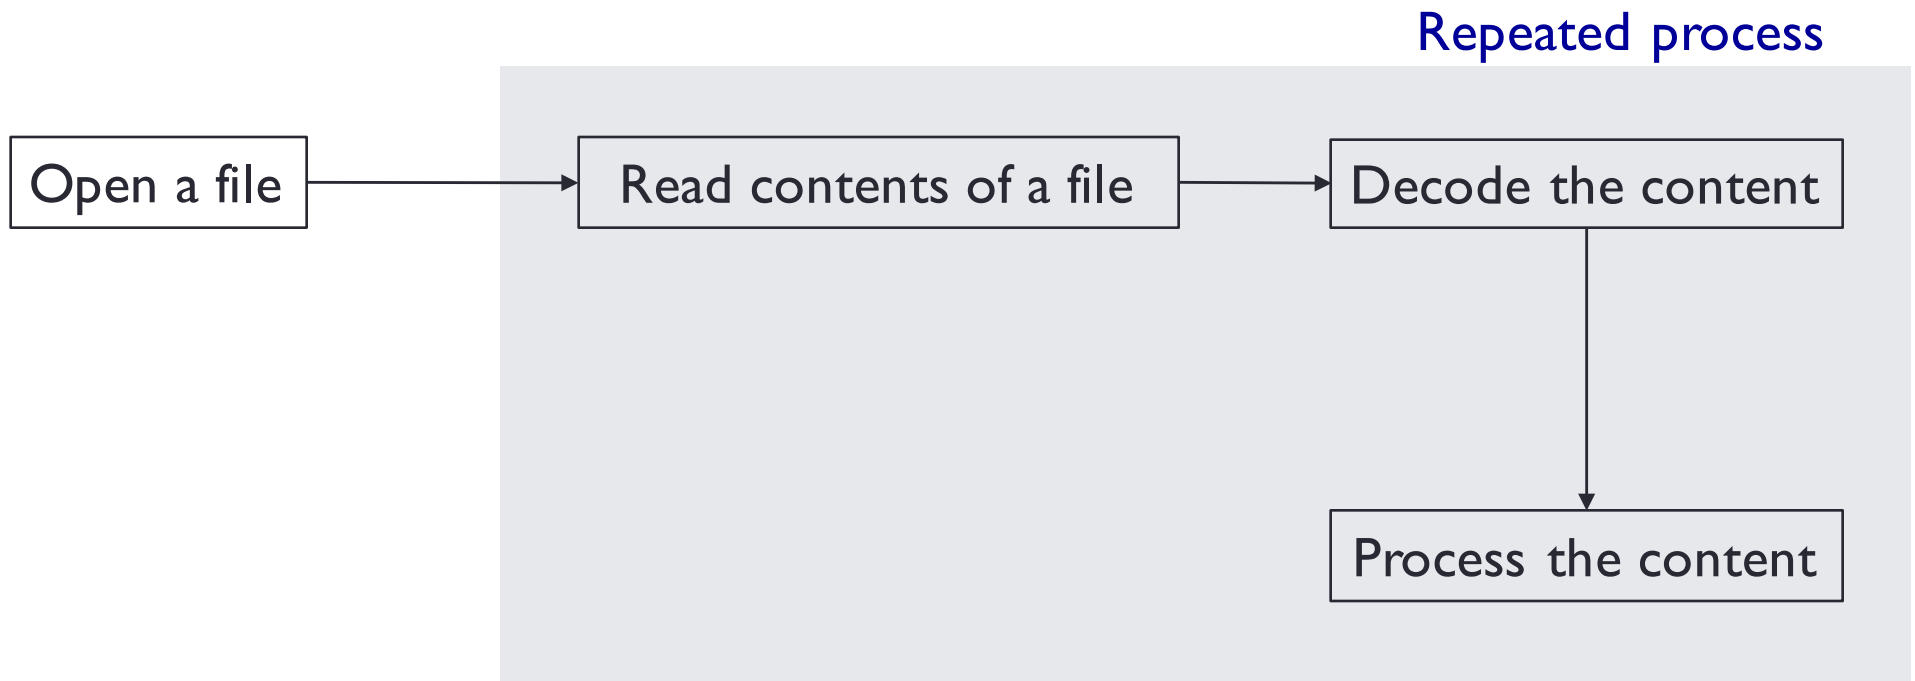 Repeated process
Open a file
Read contents of a file
Decode the content
Process the content